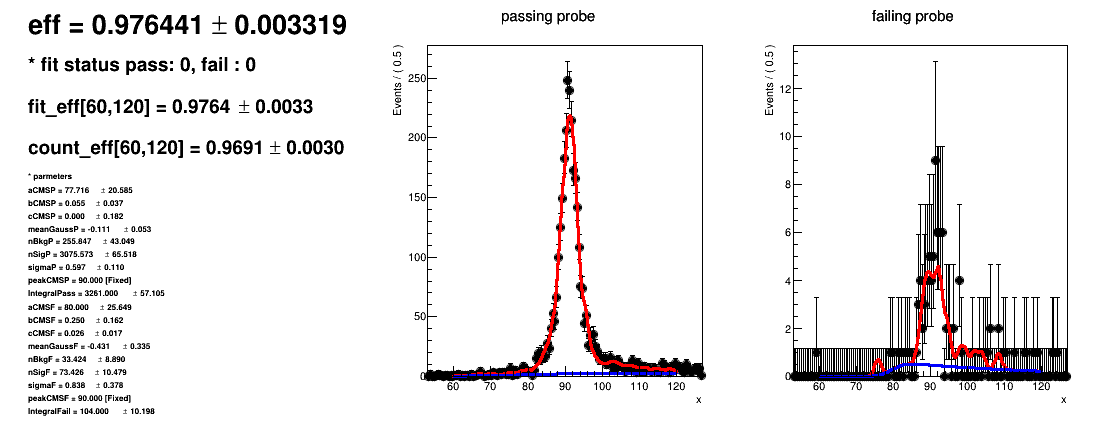 eff = 0.976441 ± 0.003319
* fit status pass: 0, fail : 0
fit_eff[60,120] = 0.9764 ± 0.0033
count_eff[60,120] = 0.9691 ± 0.0030
* parmeters
aCMSP = 77.716 ± 20.585
bCMSP = 0.055 ± 0.037
cCMSP = 0.000 ± 0.182
meanGaussP = -0.111 ± 0.053
nBkgP = 255.847 ± 43.049
nSigP = 3075.573 ± 65.518
sigmaP = 0.597 ± 0.110
peakCMSP = 90.000 [Fixed]
IntegralPass = 3261.000 ± 57.105
aCMSF = 80.000 ± 25.649
bCMSF = 0.250 ± 0.162
cCMSF = 0.026 ± 0.017
meanGaussF = -0.431 ± 0.335
nBkgF = 33.424 ± 8.890
nSigF = 73.426 ± 10.479
sigmaF = 0.838 ± 0.378
peakCMSF = 90.000 [Fixed]
IntegralFail = 104.000 ± 10.198
passing probe
Events / ( 0.5 )
250
200
150
100
50
0
60 70 80 90 100 110 120
x
failing probe
Events / ( 0.5 )
12
10
8
6
4
2
0
60 70 80 90 100 110 120
x